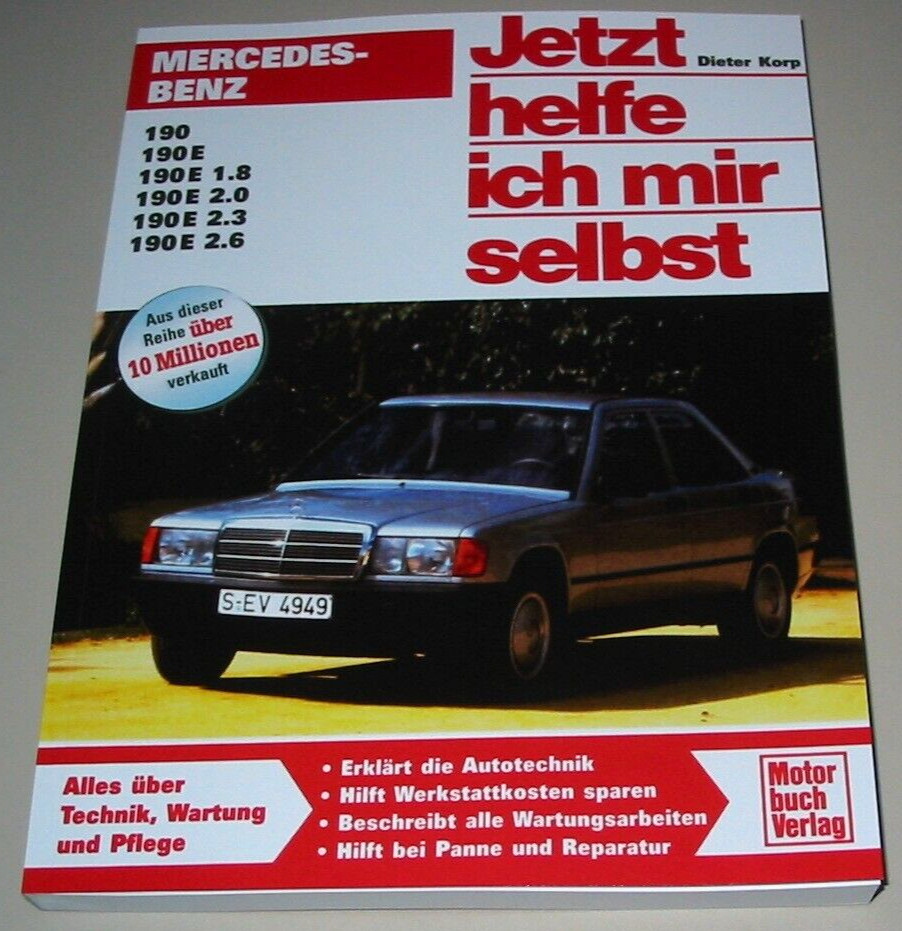 MERCEDES-
BENZ
190
190 E
190 E 1.8
190 E 2.0
190 E 2.3
190 E 2.6
Jetzt
Dieter Korp
helfe
ich mir
selbst
Aus dieser
Reihe über
10 Millionen
verkauft
S-EV 4949
Alles über
Technik, Wartung
und Pflege
• Erklärt die Autotechnik
• Hilft Werkstattkosten sparen
• Beschreibt alle Wartungsarbeiten
• Hilft bei Panne und Reparatur
Motor
buch
Verlag